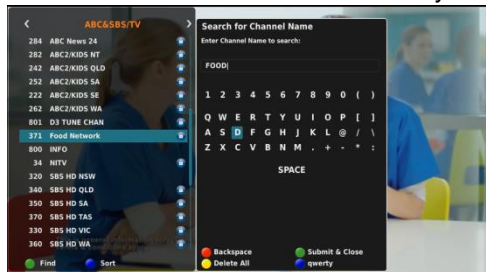 ABC&SBS/TV
284 ABC News 24
282 ABC2/KIDS NT
242 ABC2/KIDS QLD
252 ABC2/KIDS SA
222 ABC2/KIDS SE
262 ABC2/KIDS WA
801 D3 TUNE CHAN
371 Food Network
800 INFO
34 NITV
320 SBS HD NSW
340 SBS HD QLD
350 SBS HD SA
370 SBS HD TAS
330 SBS HD VIC
360 SBS HD WA
Find Sort
Search for Channel Name
Enter Channel Name to search:
FOOD
1 2 3 4 5 6 7 8 9 0 ( )
Q W E R T Y U I O P [ ]
A S D F G H J K L @ / \
Z X C V B N M . + - * :
SPACE
Backspace Submit & Close
Delete All qwerty